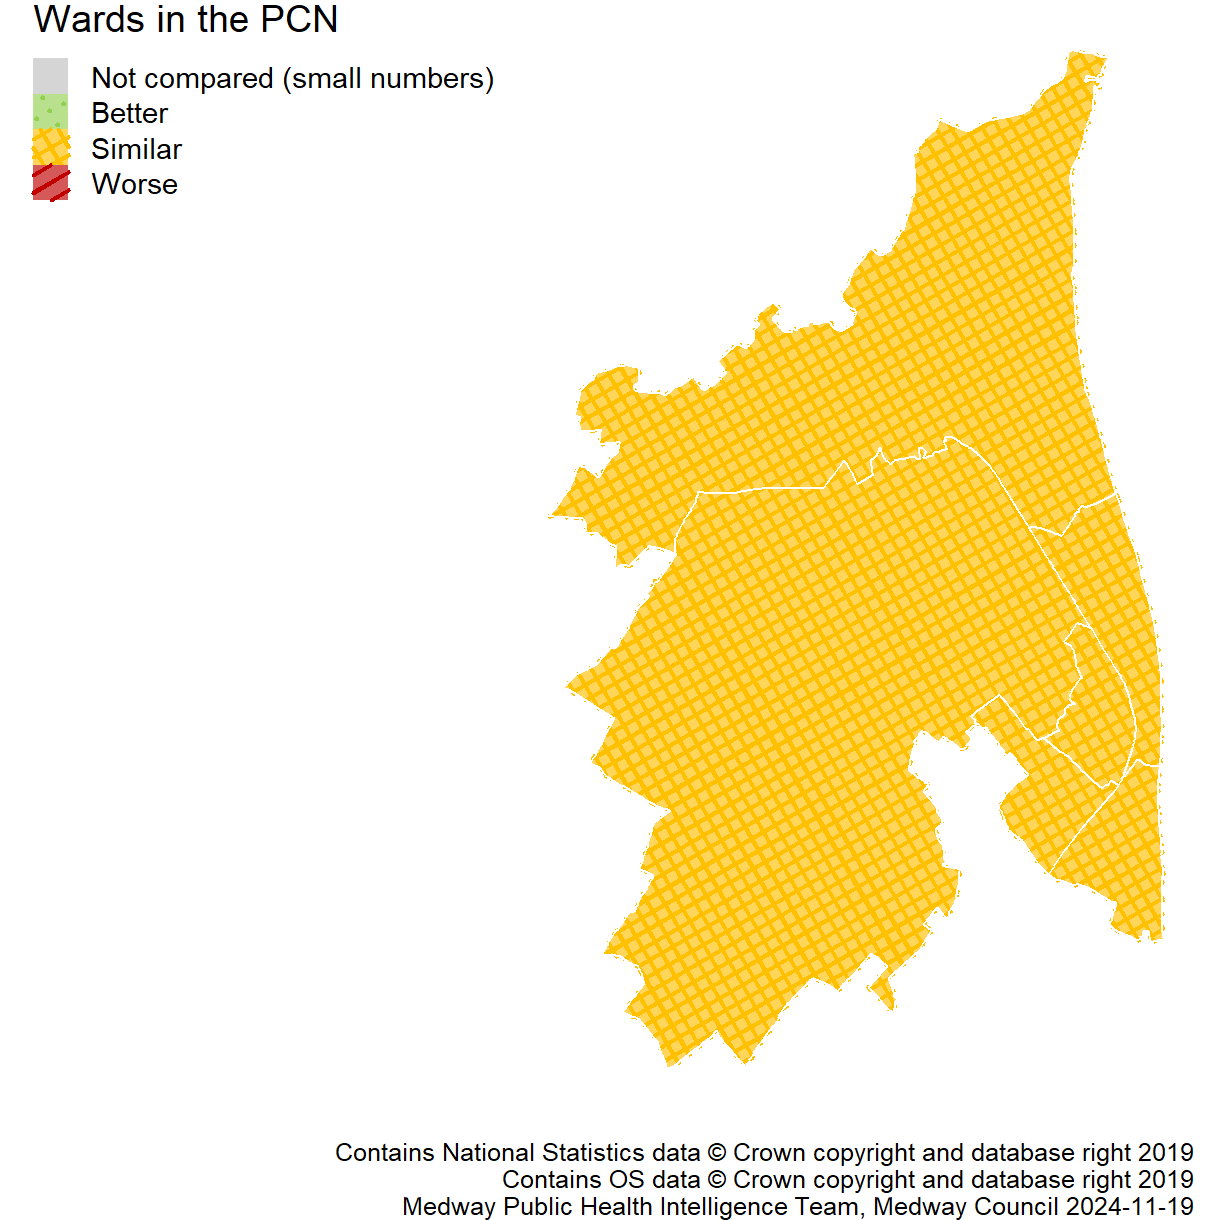 Wards in the PCN
Not compared (small numbers)
Better
Similar
Worse
Contains National Statistics data © Crown copyright and database right 2019
Contains OS data © Crown copyright and database right 2019
Medway Public Health Intelligence Team, Medway Council 2024-11-19